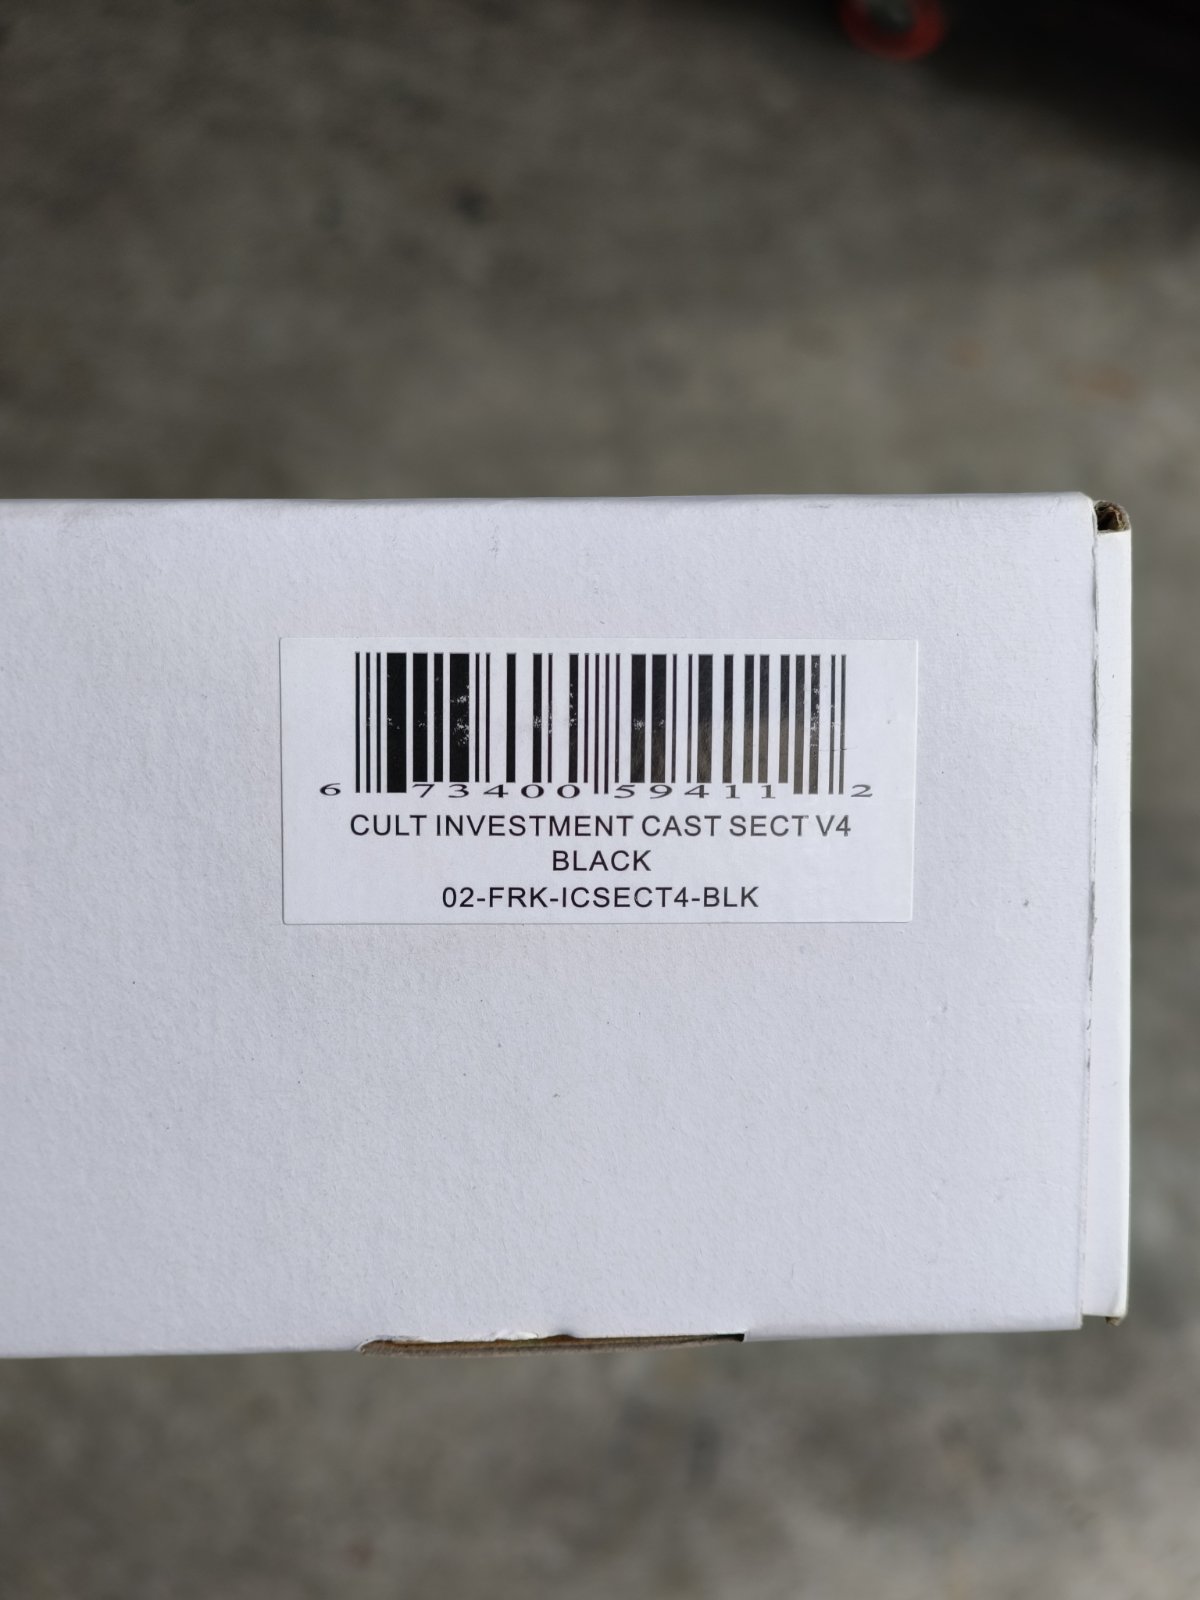 6 73400 59411 2
CULT INVESTMENT CAST SECT V4
BLACK
02-FRK-ICSECT4-BLK